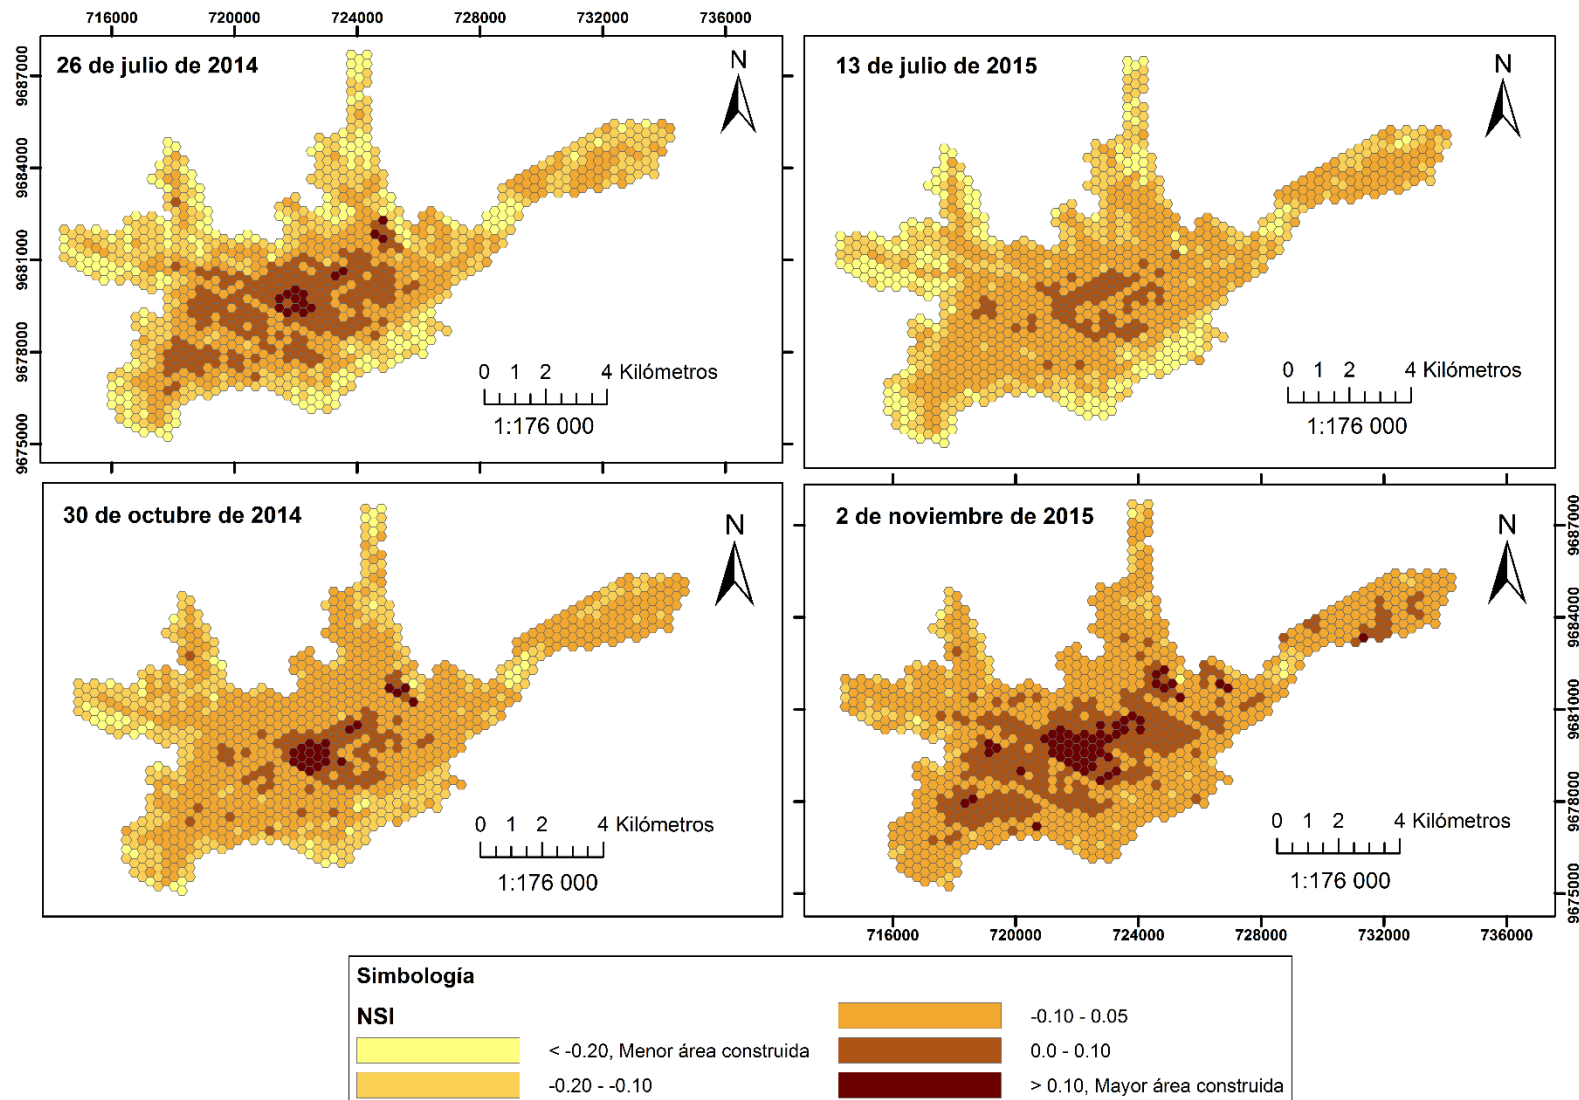 716000 720000 724000 728000 732000 736000
26 de julio de 2014
N
9687000
9684000
9681000
9678000
9675000
0 1 2 4 Kilómetros
1:176 000
13 de julio de 2015
N
0 1 2 4 Kilómetros
1:176 000
30 de octubre de 2014
N
0 1 2 4 Kilómetros
1:176 000
2 de noviembre de 2015
N
9687000
9684000
9681000
9678000
9675000
0 1 2 4 Kilómetros
1:176 000
716000 720000 724000 728000 732000 736000
Simbología
NSI
< -0.20, Menor área construida
-0.20 - -0.10
-0.10 - 0.05
0.0 - 0.10
> 0.10, Mayor área construida